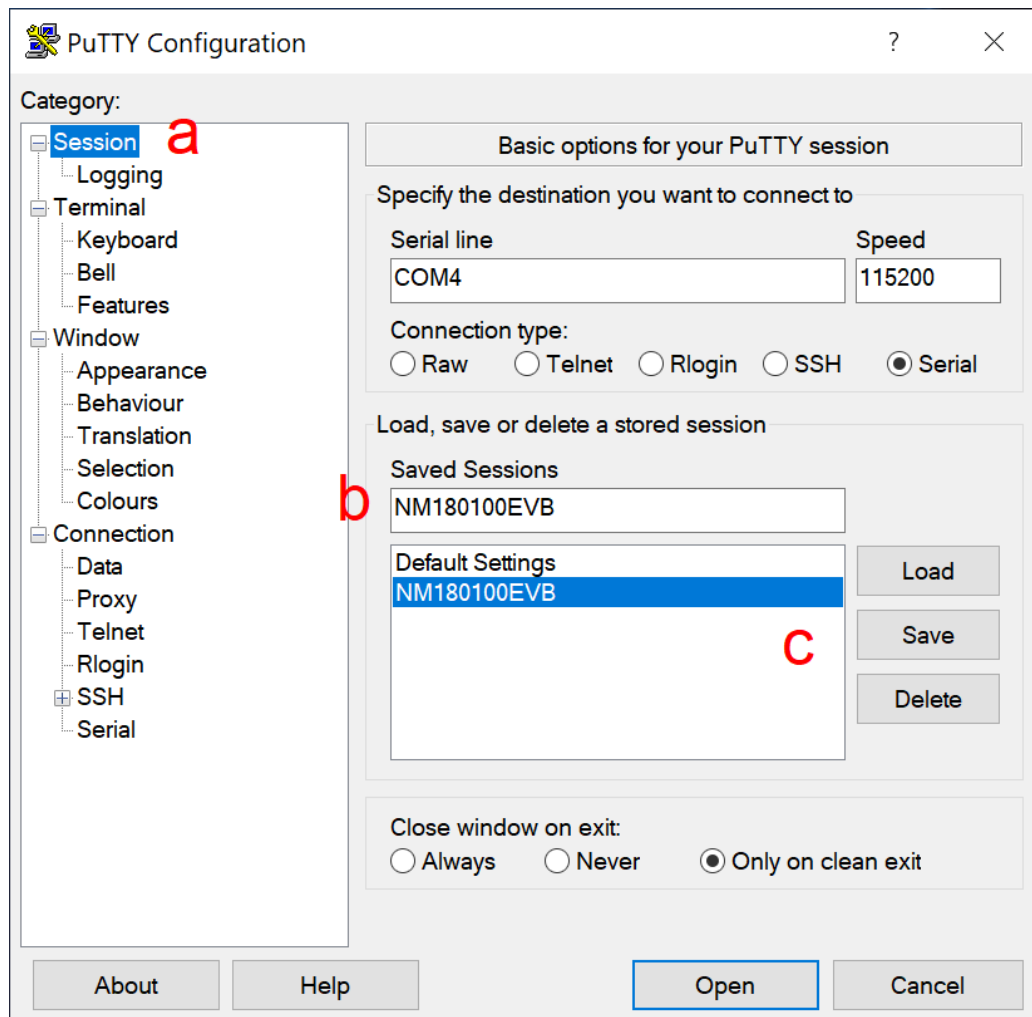 PuTTY Configuration
?
Category:
Session
a
Logging
Terminal
Keyboard
Bell
Features
Window
Appearance
Behaviour
Translation
Selection
Colours
Connection
Data
Proxy
Telnet
Rlogin
SSH
Serial
Basic options for your PuTTY session
Specify the destination you want to connect to
Serial line
Speed
COM4
115200
Connection type:
Raw
Telnet
Rlogin
SSH
Serial
Load, save or delete a stored session
Saved Sessions
b
NM180100EVB
Default Settings
NM180100EVB
c
Load
Save
Delete
Close window on exit:
Always
Never
Only on clean exit
About
Help
Open
Cancel